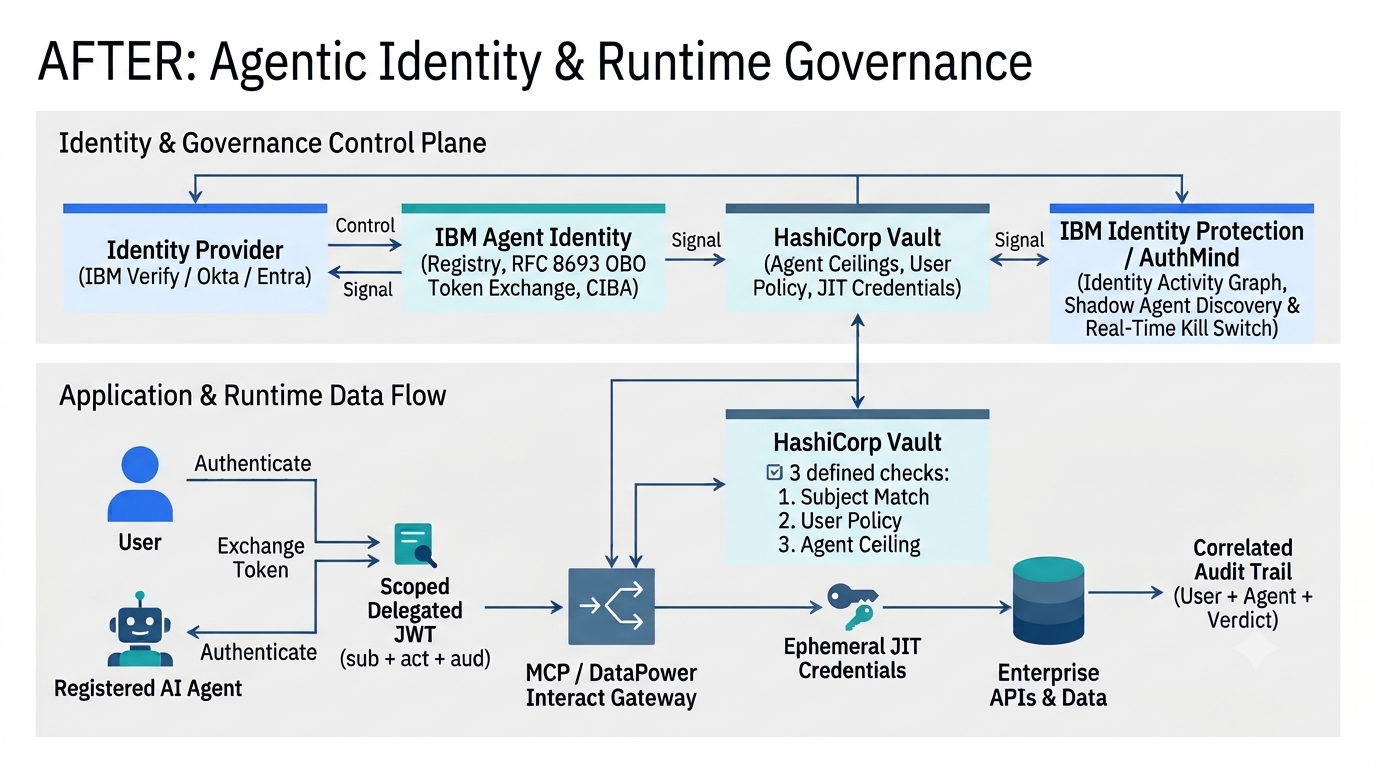 AFTER: Agentic Identity & Runtime Governance
Identity & Governance Control Plane
Identity Provider
(IBM Verify / Okta / Entra)
Control
Signal
IBM Agent Identity
(Registry, RFC 8693 OBO
Token Exchange, CIBA)
Signal
HashiCorp Vault
(Agent Ceilings, User
Policy, JIT Credentials)
Signal
IBM Identity Protection
/ AuthMind
(Identity Activity Graph,
Shadow Agent Discovery &
Real-Time Kill Switch)
Application & Runtime Data Flow
User
Authenticate
Exchange
Token
Authenticate
Registered AI Agent
Scoped
Delegated
JWT
(sub + act + aud)
MCP / DataPower
Interact Gateway
HashiCorp Vault
3 defined checks:
1. Subject Match
2. User Policy
3. Agent Ceiling
Ephemeral JIT
Credentials
Enterprise
APIs & Data
Correlated
Audit Trail
(User + Agent +
Verdict)